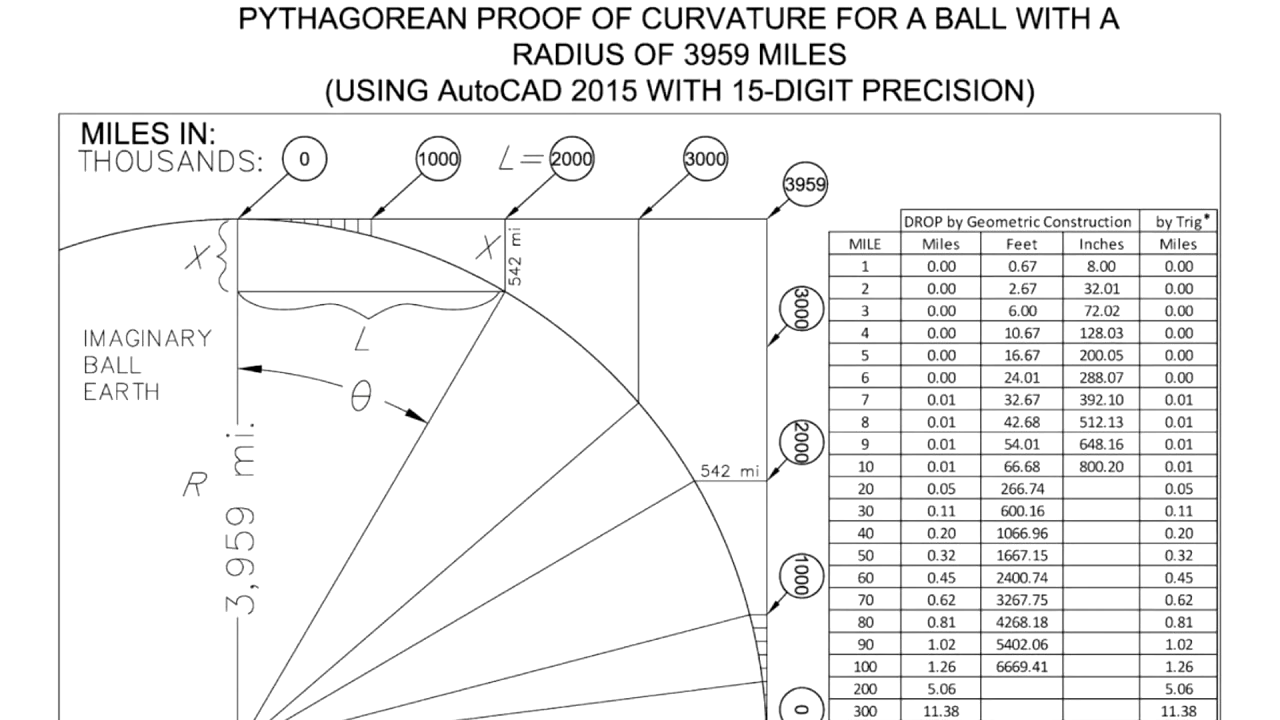 PYTHAGOREAN PROOF OF CURVATURE FOR A BALL WITH A
RADIUS OF 3959 MILES
(USING AutoCAD 2015 WITH 15-DIGIT PRECISION)
MILES IN:
THOUSANDS: 0 1000 L= 2000 3000
3959
X
X
542 mi
L
IMAGINARY
BALL
EARTH
θ
R
3,959 mi.
3000
2000
542 mi
1000
0
DROP by Geometric Construction by Trig*
MILE Miles Feet Inches Miles
1 0.00 0.67 8.00 0.00
2 0.00 2.67 32.01 0.00
3 0.00 6.00 72.02 0.00
4 0.00 10.67 128.03 0.00
5 0.00 16.67 200.05 0.00
6 0.00 24.01 288.07 0.00
7 0.01 32.67 392.10 0.01
8 0.01 42.68 512.13 0.01
9 0.01 54.01 648.16 0.01
10 0.01 66.68 800.20 0.01
20 0.05 266.74 0.05
30 0.11 600.16 0.11
40 0.20 1066.96 0.20
50 0.32 1667.15 0.32
60 0.45 2400.74 0.45
70 0.62 3267.75 0.62
80 0.81 4268.18 0.81
90 1.02 5402.06 1.02
100 1.26 6669.41 1.26
200 5.06 5.06
300 11.38 11.38